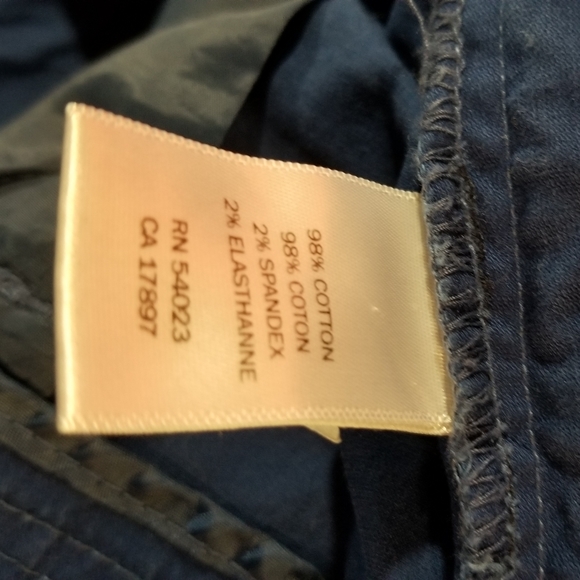 98% COTTON
98% COTON
2% SPANDEX
2% ELASTHANNE
RN 54023
CA 17897